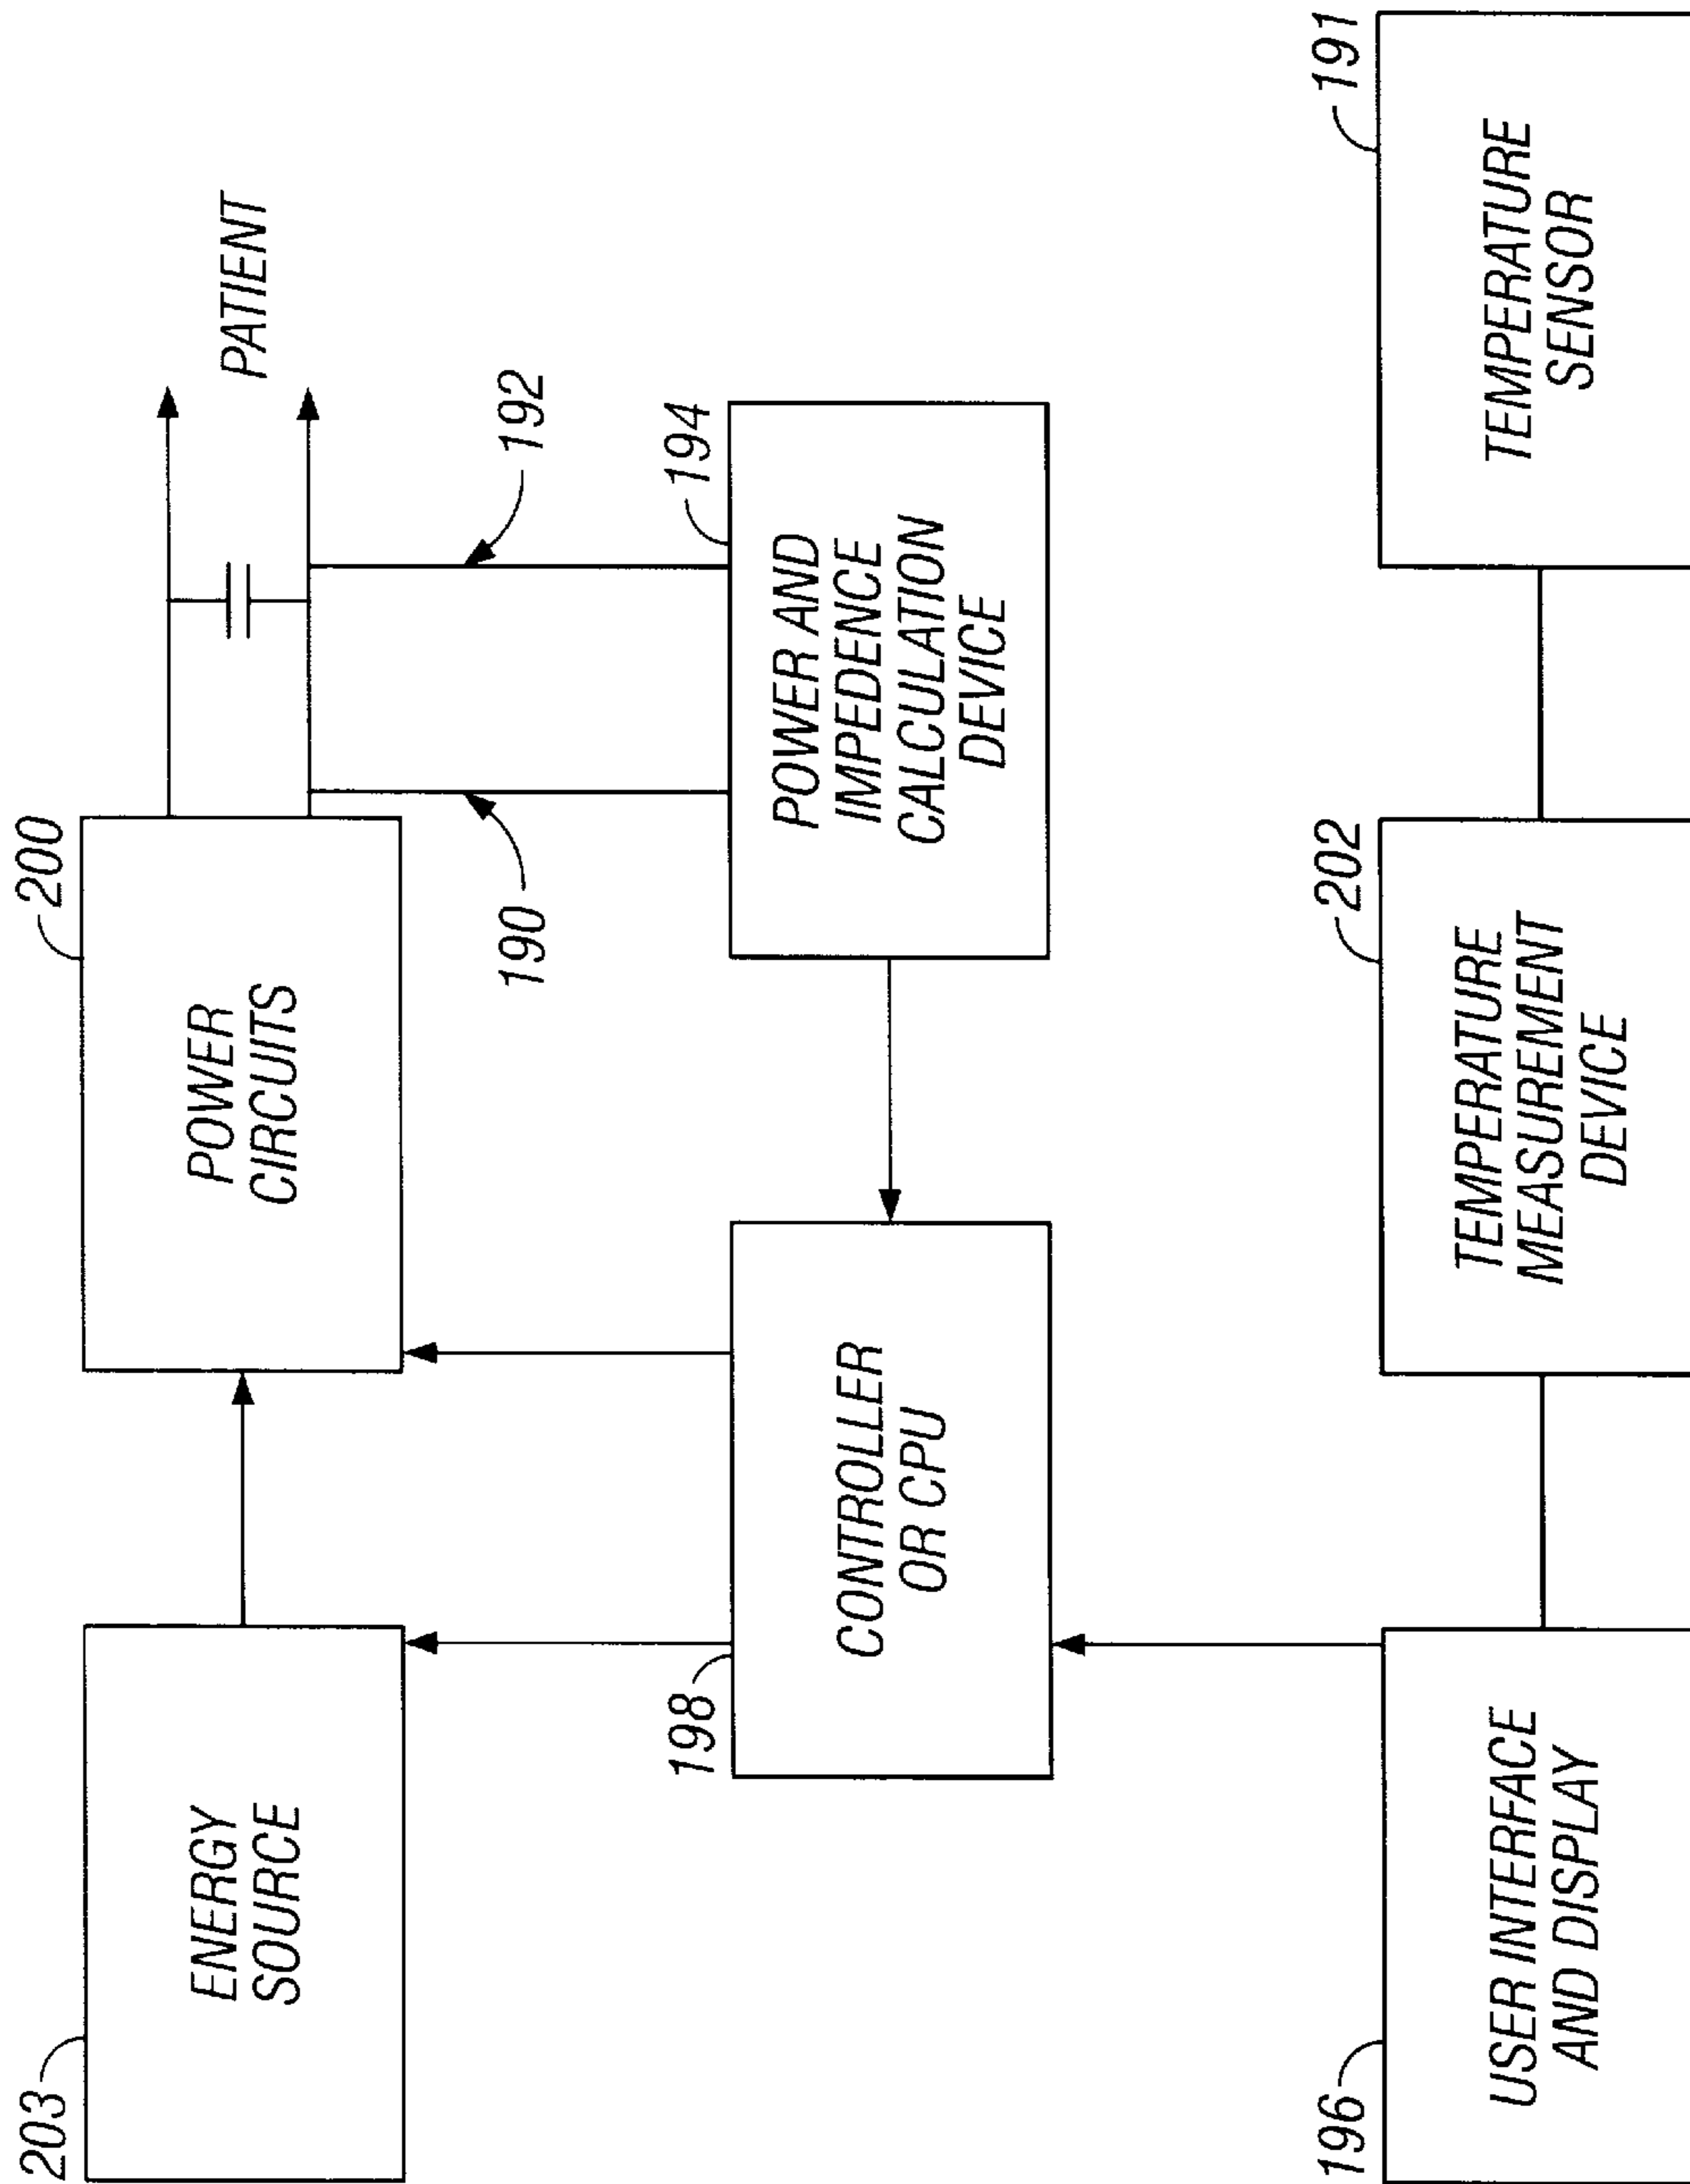 203
ENERGY
SOURCE
200
POWER
CIRCUITS
PATIENT
190
192
198
CONTROLLER
OR CPU
194
POWER AND
IMPEDENCE
CALCULATION
DEVICE
196
USER INTERFACE
AND DISPLAY
202
TEMPERATURE
MEASUREMENT
DEVICE
191
TEMPERATURE
SENSOR